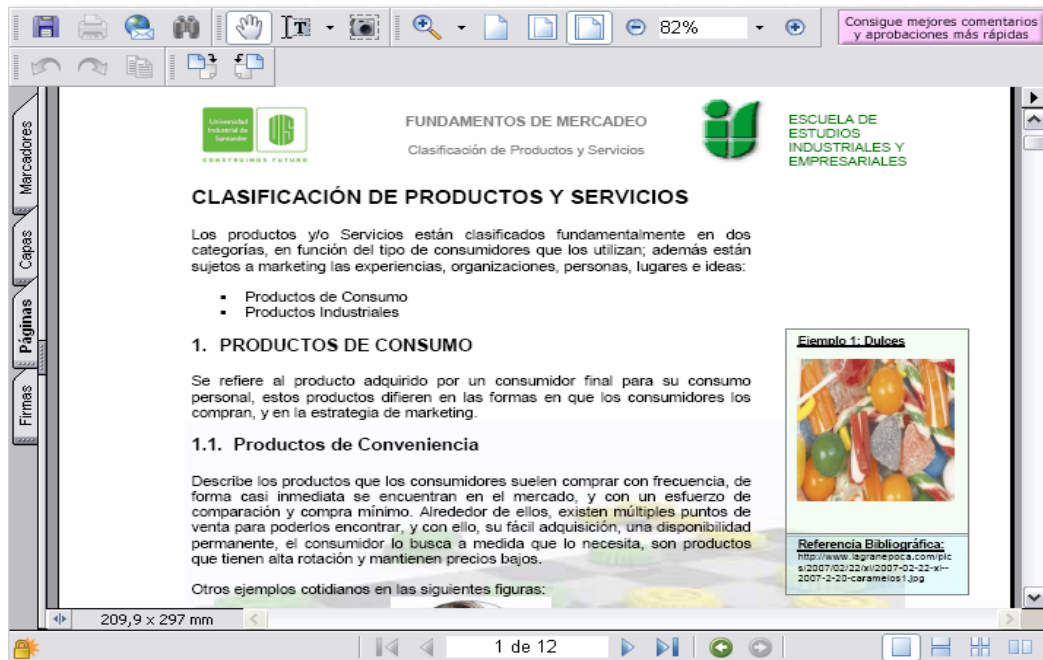 82%
Consigue mejores comentarios
y aprobaciones más rápidas
Marcadores
Capas
Páginas
Firmas
Universidad
Industrial de
Santander
UIS
CONSTRUIMOS FUTURO
FUNDAMENTOS DE MERCADEO
Clasificación de Productos y Servicios
ESCUELA DE
ESTUDIOS
INDUSTRIALES Y
EMPRESARIALES
CLASIFICACIÓN DE PRODUCTOS Y SERVICIOS
Los productos y/o Servicios están clasificados fundamentalmente en dos
categorías, en función del tipo de consumidores que los utilizan; además están
sujetos a marketing las experiencias, organizaciones, personas, lugares e ideas:
▪ Productos de Consumo
▪ Productos Industriales
1. PRODUCTOS DE CONSUMO
Se refiere al producto adquirido por un consumidor final para su consumo
personal, estos productos difieren en las formas en que los consumidores los
compran, y en la estrategia de marketing.
1.1. Productos de Conveniencia
Describe los productos que los consumidores suelen comprar con frecuencia, de
forma casi inmediata se encuentran en el mercado, y con un esfuerzo de
comparación y compra mínimo. Alrededor de ellos, existen múltiples puntos de
venta para poderlos encontrar, y con ello, su fácil adquisición, una disponibilidad
permanente, el consumidor lo busca a medida que lo necesita, son productos
que tienen alta rotación y mantienen precios bajos.
Otros ejemplos cotidianos en las siguientes figuras:
Ejemplo 1: Dulces
Referencia Bibliográfica:
http://www.lagranepoca.com/pic
s/2007/02/22/xl/2007-02-22-xl--
2007-2-20-caramelos1.jpg
209,9 x 297 mm
1 de 12